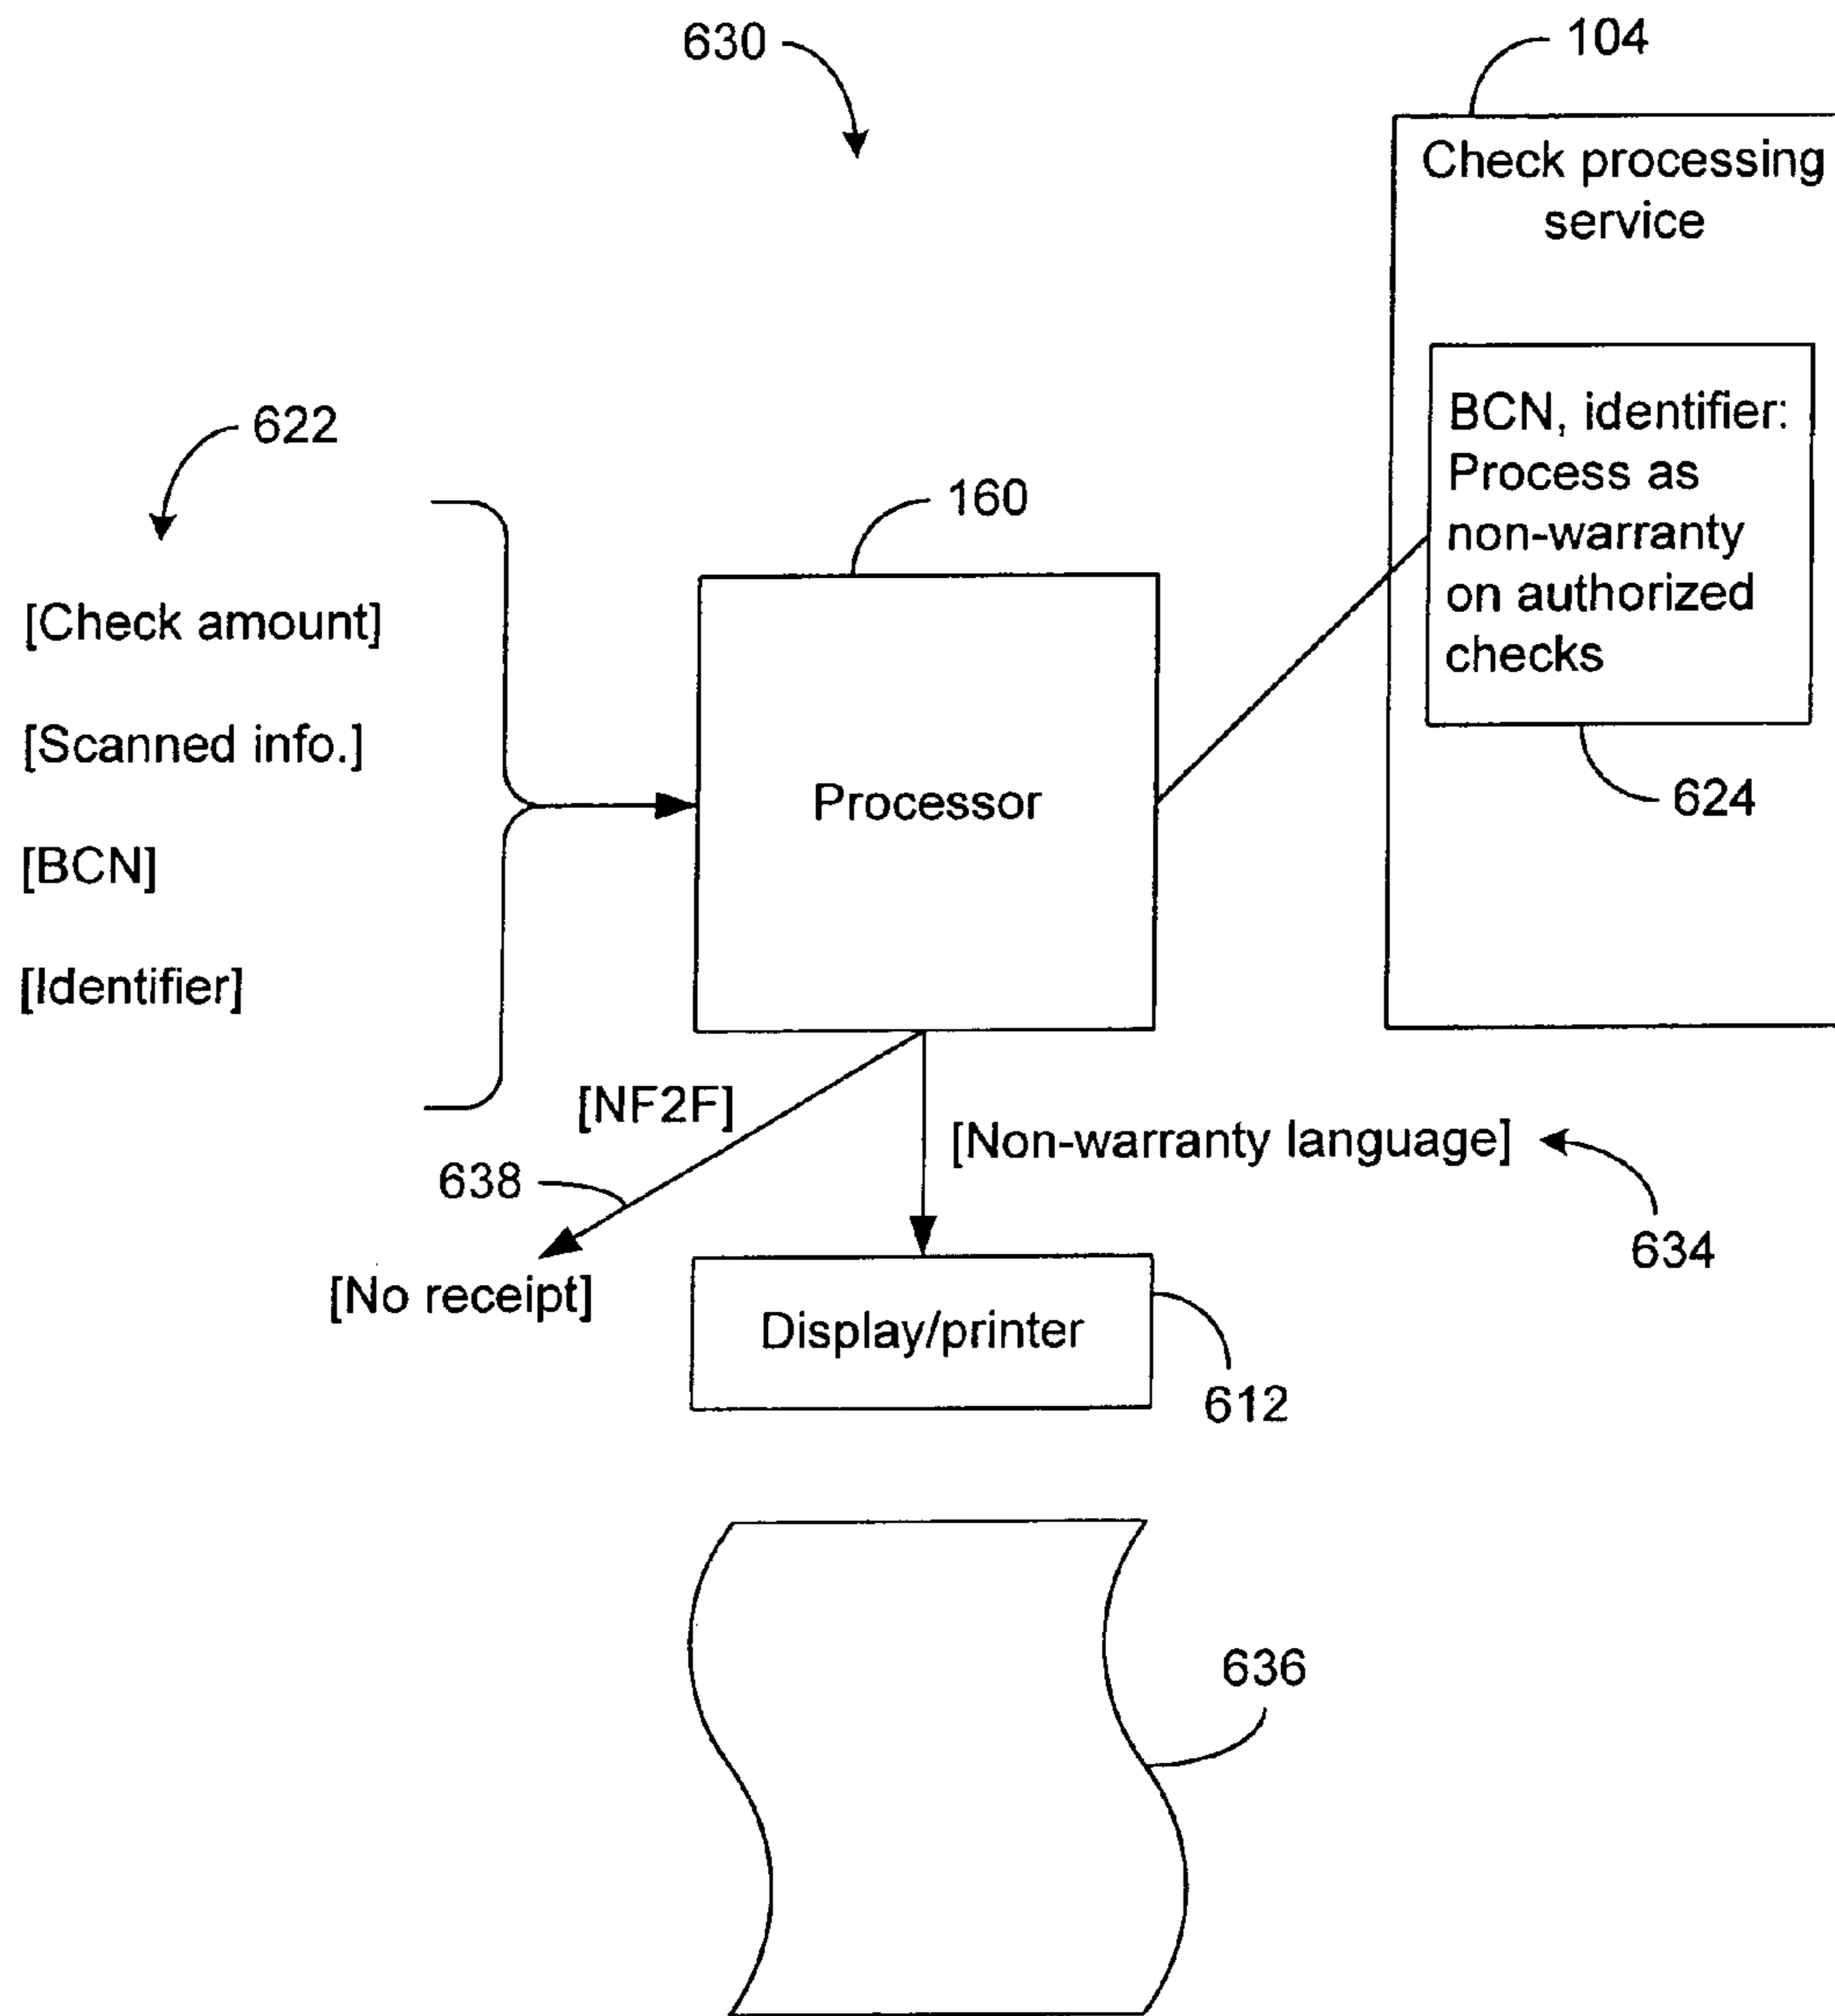 630
104
Check processing
service
622
BCN, identifier:
Process as
non-warranty
on authorized
checks
160
[Check amount]
[Scanned info.]
Processor
624
[BCN]
[Identifier]
[NF2F]
[Non-warranty language]
638
634
[No receipt]
Display/printer
612
636